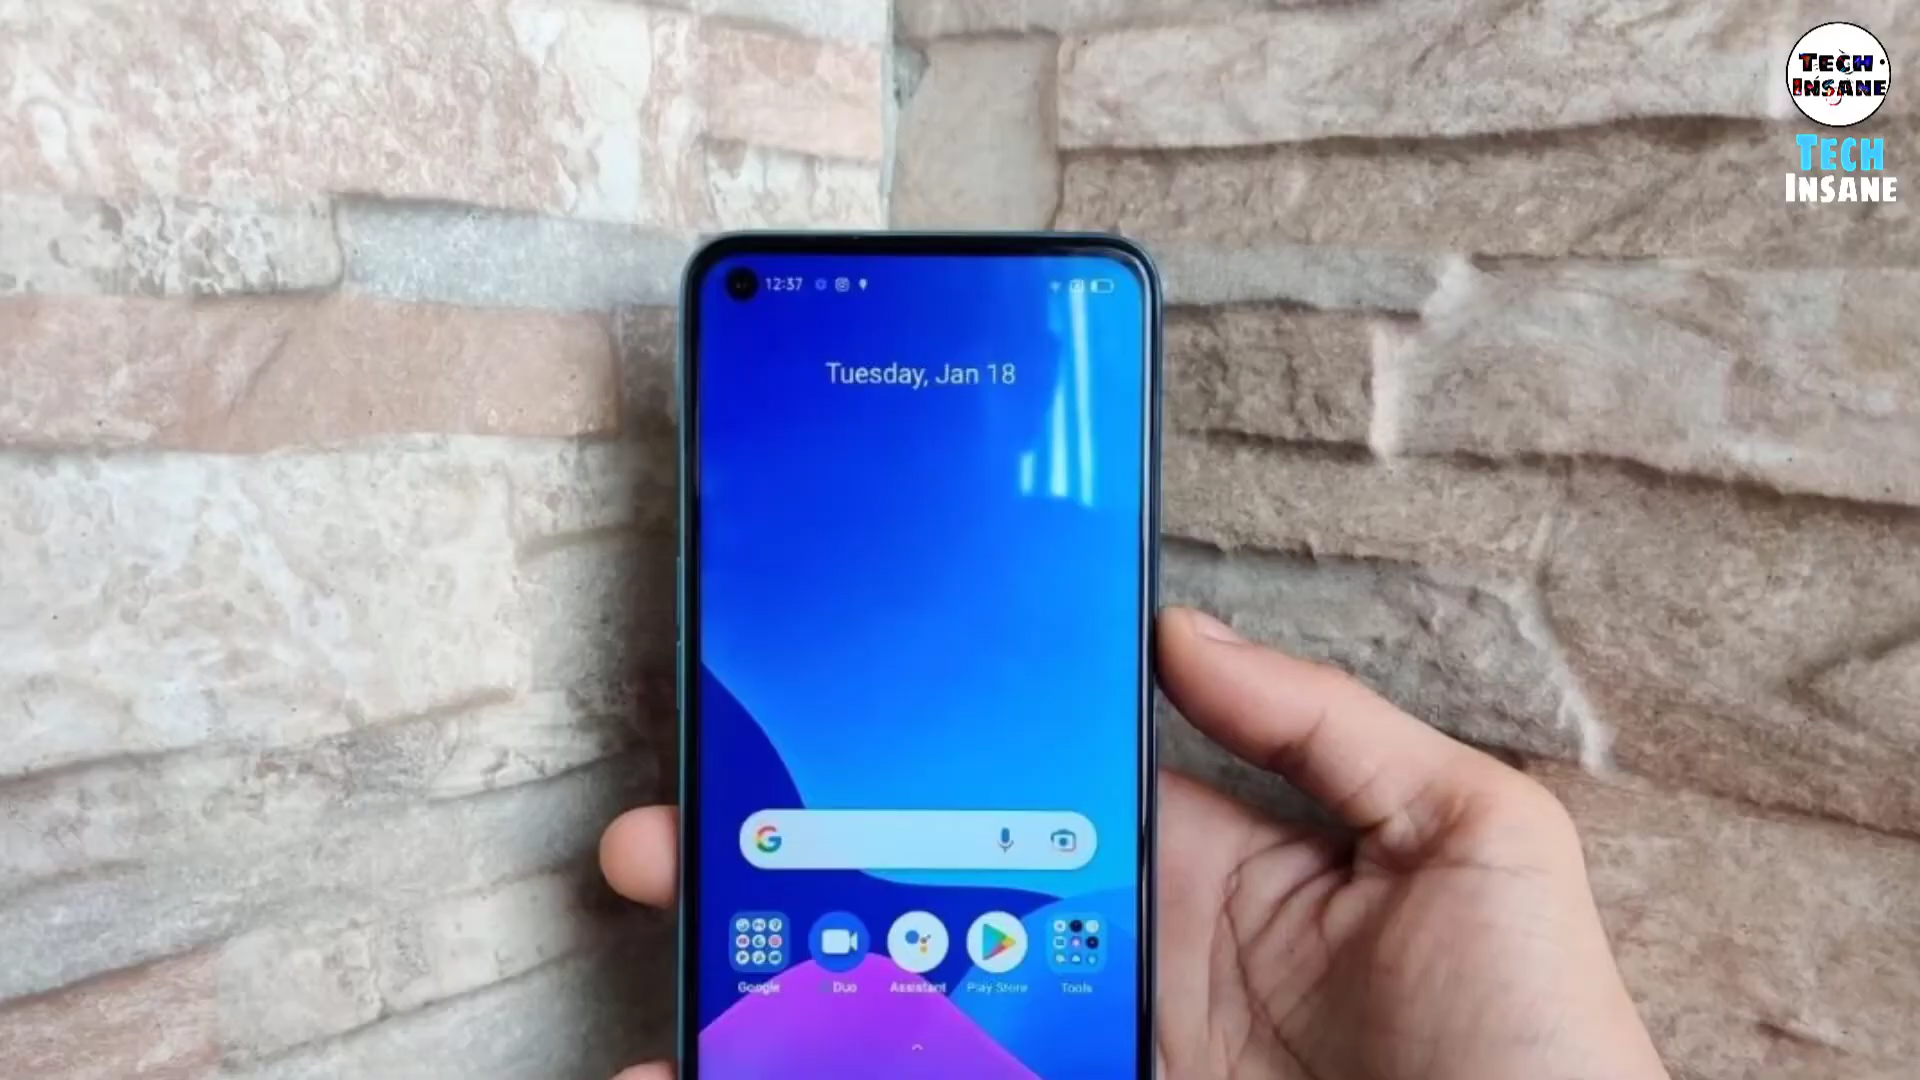 TECH
INSANE
TECH
INSANE
12:37
Tuesday, Jan 18
Google
Duo
Assistant
Play Store
Tools